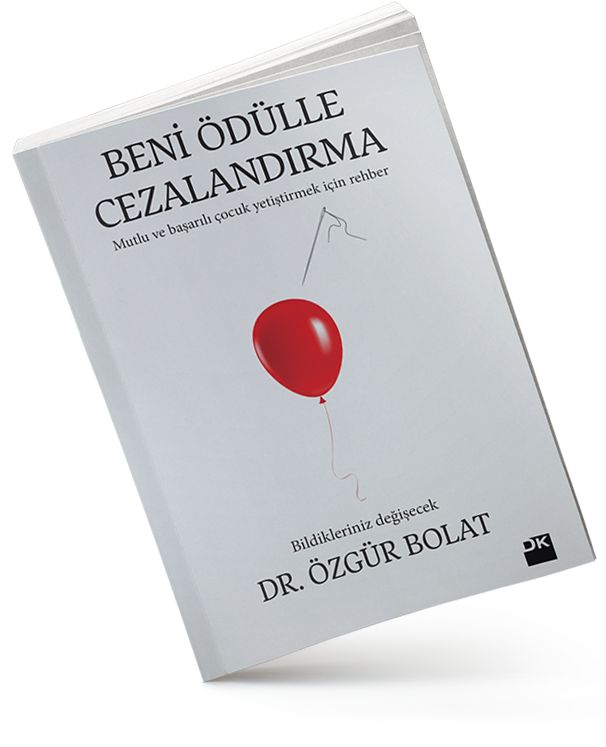 BENİ ÖDÜLLE
CEZALANDIRMA
Mutlu ve başarılı çocuk yetiştirmek için rehber
Bildikleriniz değişecek
DR. ÖZGÜR BOLAT
DK